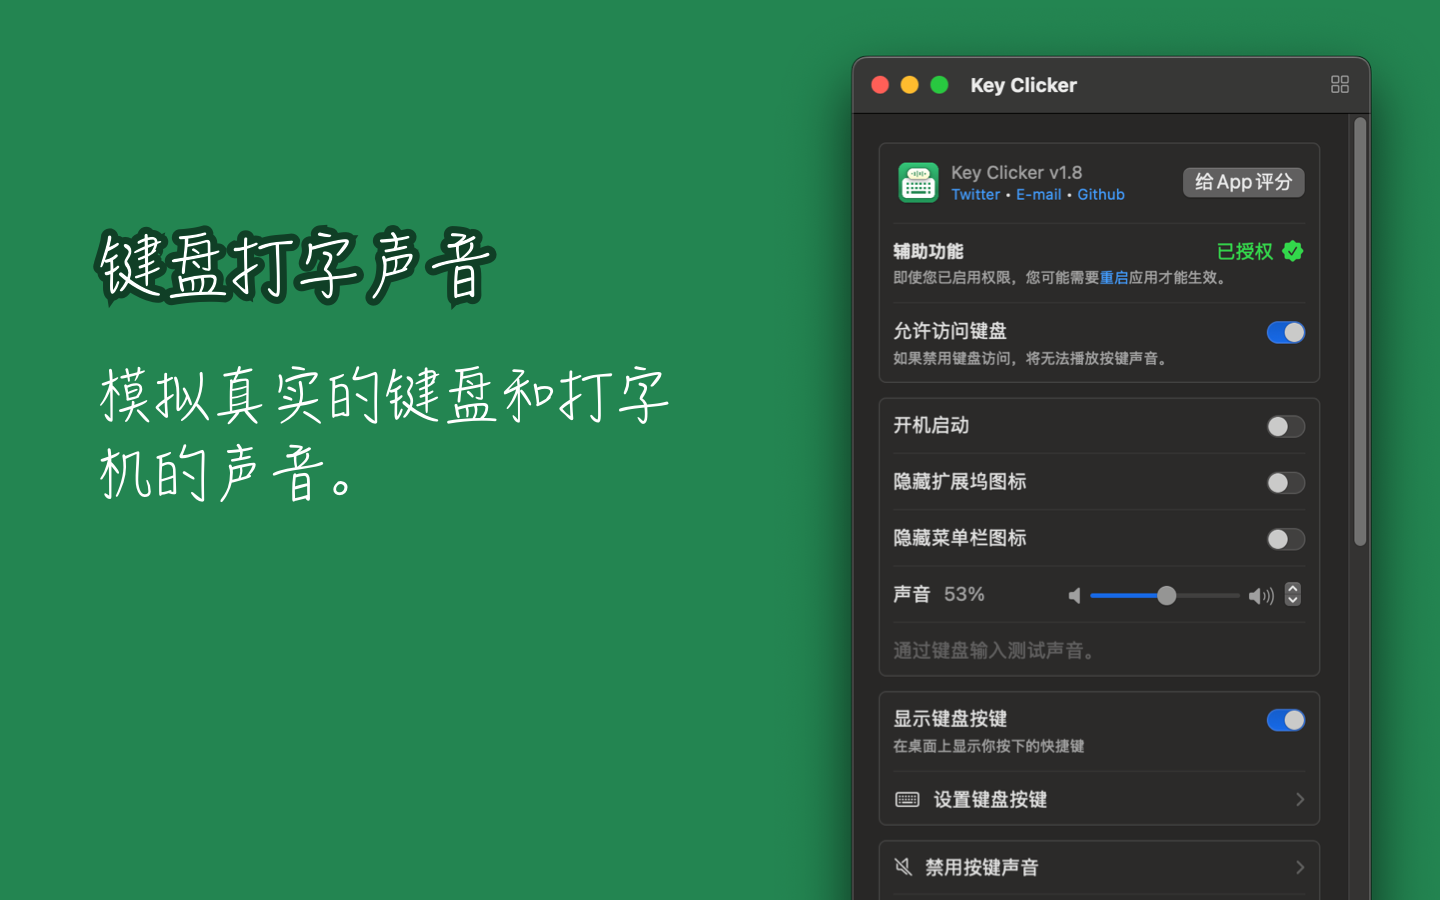 键盘打字声音
模拟真实的键盘和打字
机的声音。
Key Clicker
Key Clicker v1.8
给App评分
Twitter • E-mail • Github
辅助功能
已授权
即使您已启用权限，您可能需要重启应用才能生效。
允许访问键盘
如果禁用键盘访问，将无法播放按键声音。
开机启动
隐藏扩展坞图标
隐藏菜单栏图标
声音 53%
通过键盘输入测试声音。
显示键盘按键
在桌面上显示你按下的快捷键
设置键盘按键
禁用按键声音